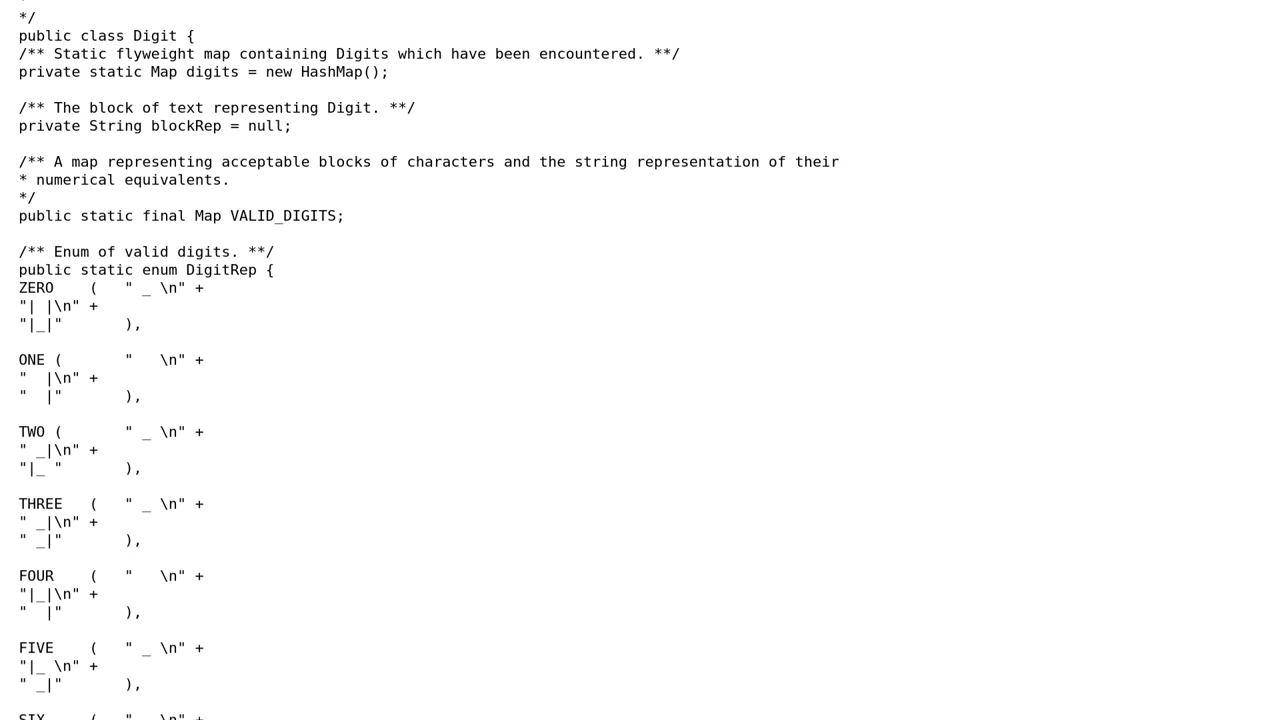 */
public class Digit {
/** Static flyweight map containing Digits which have been encountered. **/
private static Map digits = new HashMap();

/** The block of text representing Digit. **/
private String blockRep = null;

/** A map representing acceptable blocks of characters and the string representation of their
* numerical equivalents.
*/
public static final Map VALID_DIGITS;

/** Enum of valid digits. **/
public static enum DigitRep {
ZERO    (   " _ \n" +
"| |\n" +
"|_|"       ),

ONE (       "   \n" +
"  |\n" +
"  |"       ),

TWO (       " _ \n" +
" _|\n" +
"|_ "       ),

THREE   (   " _ \n" +
" _|\n" +
" _|"       ),

FOUR    (   "   \n" +
"|_|\n" +
"  |"       ),

FIVE    (   " _ \n" +
"|_ \n" +
" _|"       ),

SIX     (   "   \n" +